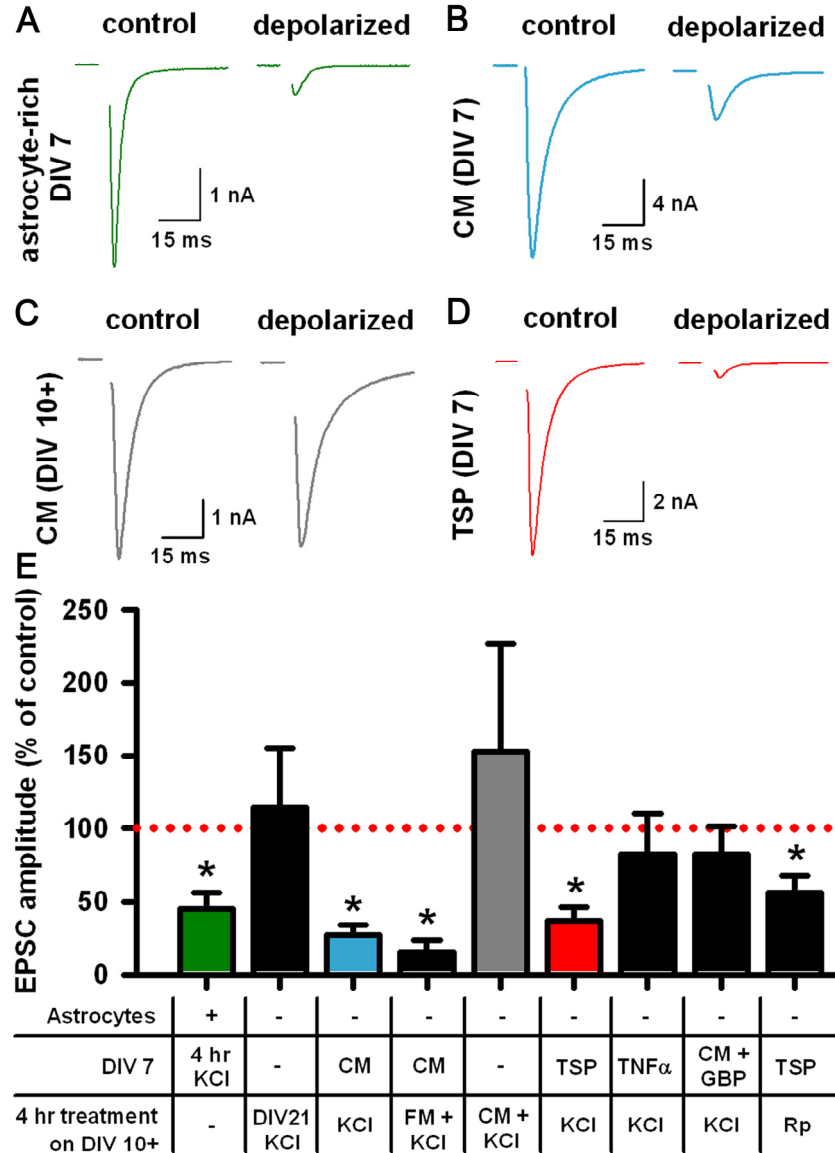 A control depolarized
astrocyte-rich
DIV 7
1 nA
15 ms
B control depolarized
CM (DIV 7)
4 nA
15 ms
C control depolarized
CM (DIV 10+)
1 nA
15 ms
D control depolarized
TSP (DIV 7)
2 nA
15 ms
E
EPSC amplitude (% of control)
250
200
150
100
50
0
* * * * *
Astrocytes + - - - - - - - -
DIV 7 4 hr KCl - CM CM - TSP TNFα CM + GBP TSP
4 hr treatment on DIV 10+ - DIV21 KCl KCl FM + KCl CM + KCl KCl KCl KCl Rp